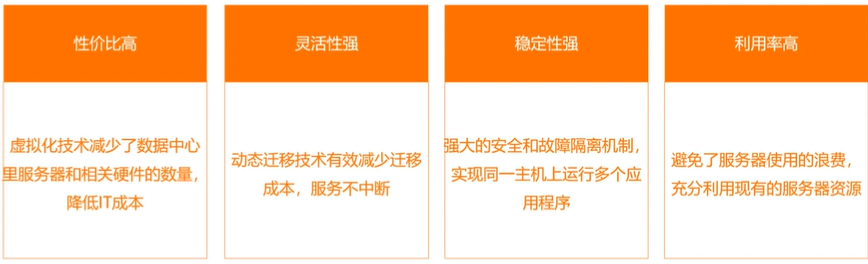 性价比高
虚拟化技术减少了数据中心
里服务器和相关硬件的数量，
降低IT成本
灵活性强
动态迁移技术有效减少迁移
成本，服务不中断
稳定性强
强大的安全和故障隔离机制，
实现同一主机上运行多个应
用程序
利用率高
避免了服务器使用的浪费，
充分利用现有的服务器资源